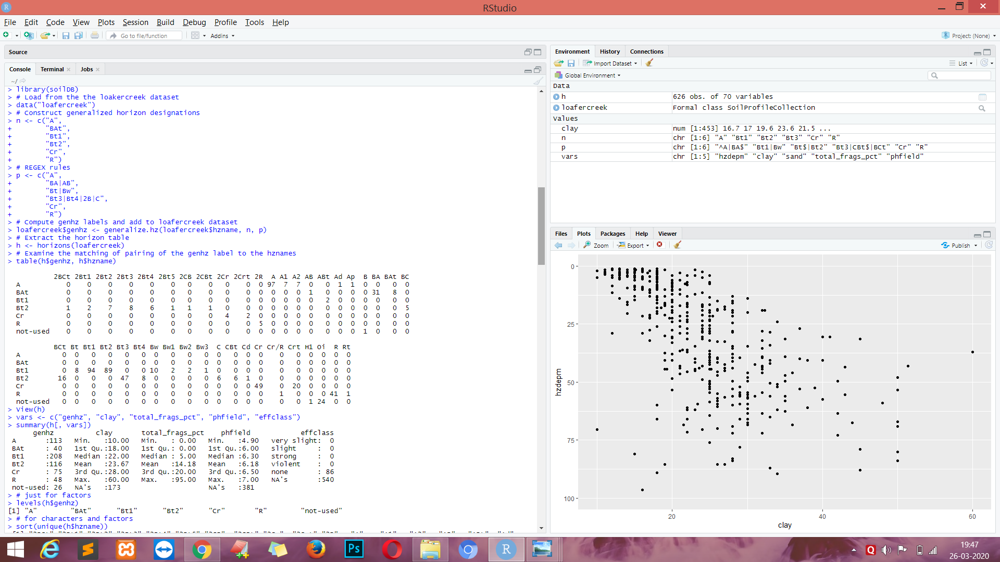 RStudio
File Edit Code View Plots Session Build Debug Profile Tools Help
Go to file/function Addins Project: (None)
Source
Console Terminal Jobs
~/
> library(soilDB)
> # Load from the the loakercreek dataset
> data("loafercreek")
> # Construct generalized horizon designations
> n <- c("A",
+ "BAt",
+ "Bt1",
+ "Bt2",
+ "Cr",
+ "R")
> # REGEX rules
> p <- c("A",
+ "BA|AB",
+ "Bt|Bw",
+ "Bt3|Bt4|2B|C",
+ "Cr",
+ "R")
> # Compute genhz labels and add to loafercreek dataset
> loafercreek$genhz <- generalize.hz(loafercreek$hzname, n, p)
> # Extract the horizon table
> h <- horizons(loafercreek)
> # Examine the matching of pairing of the genhz label to the hznames
> table(h$genhz, h$hzname)
2BCt 2Bt1 2Bt2 2Bt3 2Bt4 2Bt5 2CB 2CBt 2Cr 2Crt 2R A A1 A2 AB ABt Ad Ap B BA BAt BC
A 0 0 0 0 0 0 0 0 0 0 0 97 7 7 0 0 1 1 0 0 0 0
BAt 0 0 0 0 0 0 0 0 0 0 0 0 0 0 1 0 0 0 0 31 8 0
Bt1 0 0 0 0 0 0 0 0 0 0 0 0 0 0 0 2 0 0 0 0 0 0
Bt2 1 2 7 8 6 1 1 1 0 0 0 0 0 0 0 0 0 0 0 0 0 5
Cr 0 0 0 0 0 0 0 0 4 2 0 0 0 0 0 0 0 0 0 0 0 0
R 0 0 0 0 0 0 0 0 0 0 5 0 0 0 0 0 0 0 0 0 0 0
not-used 0 0 0 0 0 0 0 0 0 0 0 0 0 0 0 0 0 0 1 0 0 0
BCt Bt Bt1 Bt2 Bt3 Bt4 Bw Bw1 Bw2 Bw3 C CBt Cd Cr Cr/R Crt H1 Oi R Rt
A 0 0 0 0 0 0 0 0 0 0 0 0 0 0 0 0 0 0 0 0
BAt 0 0 0 0 0 0 0 0 0 0 0 0 0 0 0 0 0 0 0 0
Bt1 0 8 94 89 0 0 10 2 2 1 0 0 0 0 0 0 0 0 0 0
Bt2 16 0 0 0 47 8 0 0 0 0 6 6 1 0 0 0 0 0 0 0
Cr 0 0 0 0 0 0 0 0 0 0 0 0 0 49 0 20 0 0 0 0
R 0 0 0 0 0 0 0 0 0 0 0 0 0 0 1 0 0 0 41 1
not-used 0 0 0 0 0 0 0 0 0 0 0 0 0 0 0 0 1 24 0 0
> View(h)
> vars <- c("genhz", "clay", "total_frags_pct", "phfield", "effclass")
> summary(h[, vars])
genhz clay total_frags_pct phfield effclass
A :113 Min. :10.00 Min. : 0.00 Min. :4.90 very slight: 0
BAt : 40 1st Qu.:18.00 1st Qu.: 0.00 1st Qu.:6.00 slight : 0
Bt1 :208 Median :22.00 Median : 5.00 Median :6.30 strong : 0
Bt2 :116 Mean :23.67 Mean :14.18 Mean :6.18 violent : 0
Cr : 75 3rd Qu.:28.00 3rd Qu.:20.00 3rd Qu.:6.50 none : 86
R : 48 Max. :60.00 Max. :95.00 Max. :7.00 NA's :540
not-used: 26 NA's :173 NA's :381
> # just for factors
> levels(h$genhz)
[1] "A" "BAt" "Bt1" "Bt2" "Cr" "R" "not-used"
> # for characters and factors
> sort(unique(h$hzname))
Environment History Connections
Import Dataset List
Global Environment
Data
h 626 obs. of 70 variables
loafercreek Formal class SoilProfileCollection
Values
clay num [1:453] 16.7 17 19.6 23.6 21.5 ...
n chr [1:6] "A" "Bt1" "Bt2" "Bt3" "Cr" "R"
p chr [1:6] "^A|BA$" "Bt1|Bw" "Bt$|Bt2" "Bt3|CBt$|BCt" "Cr" "R"
vars chr [1:5] "hzdepm" "clay" "sand" "total_frags_pct" "phfield"
Files Plots Packages Help Viewer
Zoom Export Publish
0
25
50
75
100
hzdepm
20 40 60
clay
Ps
R
Q
19:47
26-03-2020